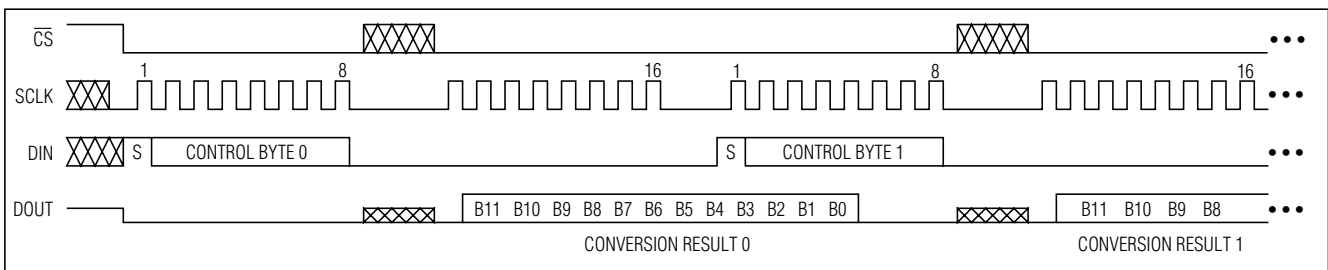 CS
1 8 16 1 8 16
SCLK
DIN S CONTROL BYTE 0 S CONTROL BYTE 1
DOUT B11 B10 B9 B8 B7 B6 B5 B4 B3 B2 B1 B0 B11 B10 B9 B8
CONVERSION RESULT 0 CONVERSION RESULT 1